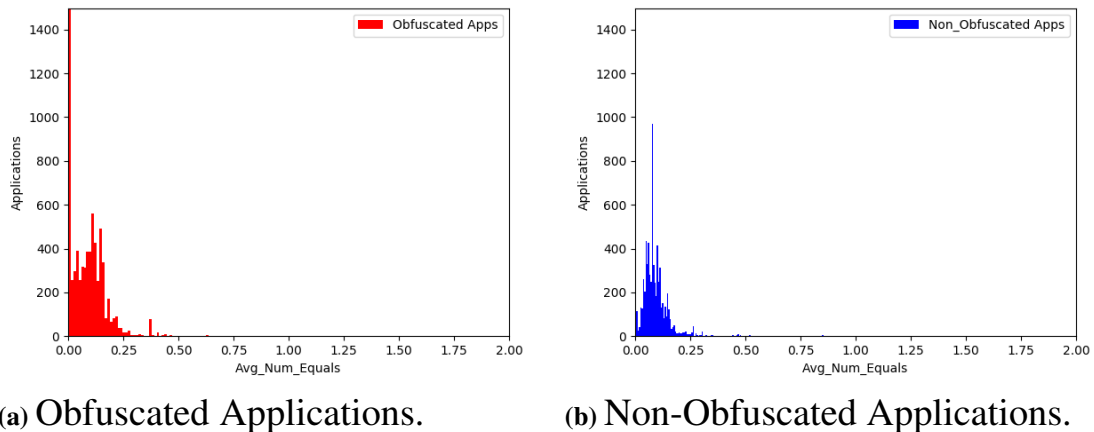 1400
1200
1000
800
600
400
200
0
Applications
Obfuscated Apps
0.00 0.25 0.50 0.75 1.00 1.25 1.50 1.75 2.00
Avg_Num_Equals
(a) Obfuscated Applications.
1400
1200
1000
800
600
400
200
0
Applications
Non_Obfuscated Apps
0.00 0.25 0.50 0.75 1.00 1.25 1.50 1.75 2.00
Avg_Num_Equals
(b) Non-Obfuscated Applications.